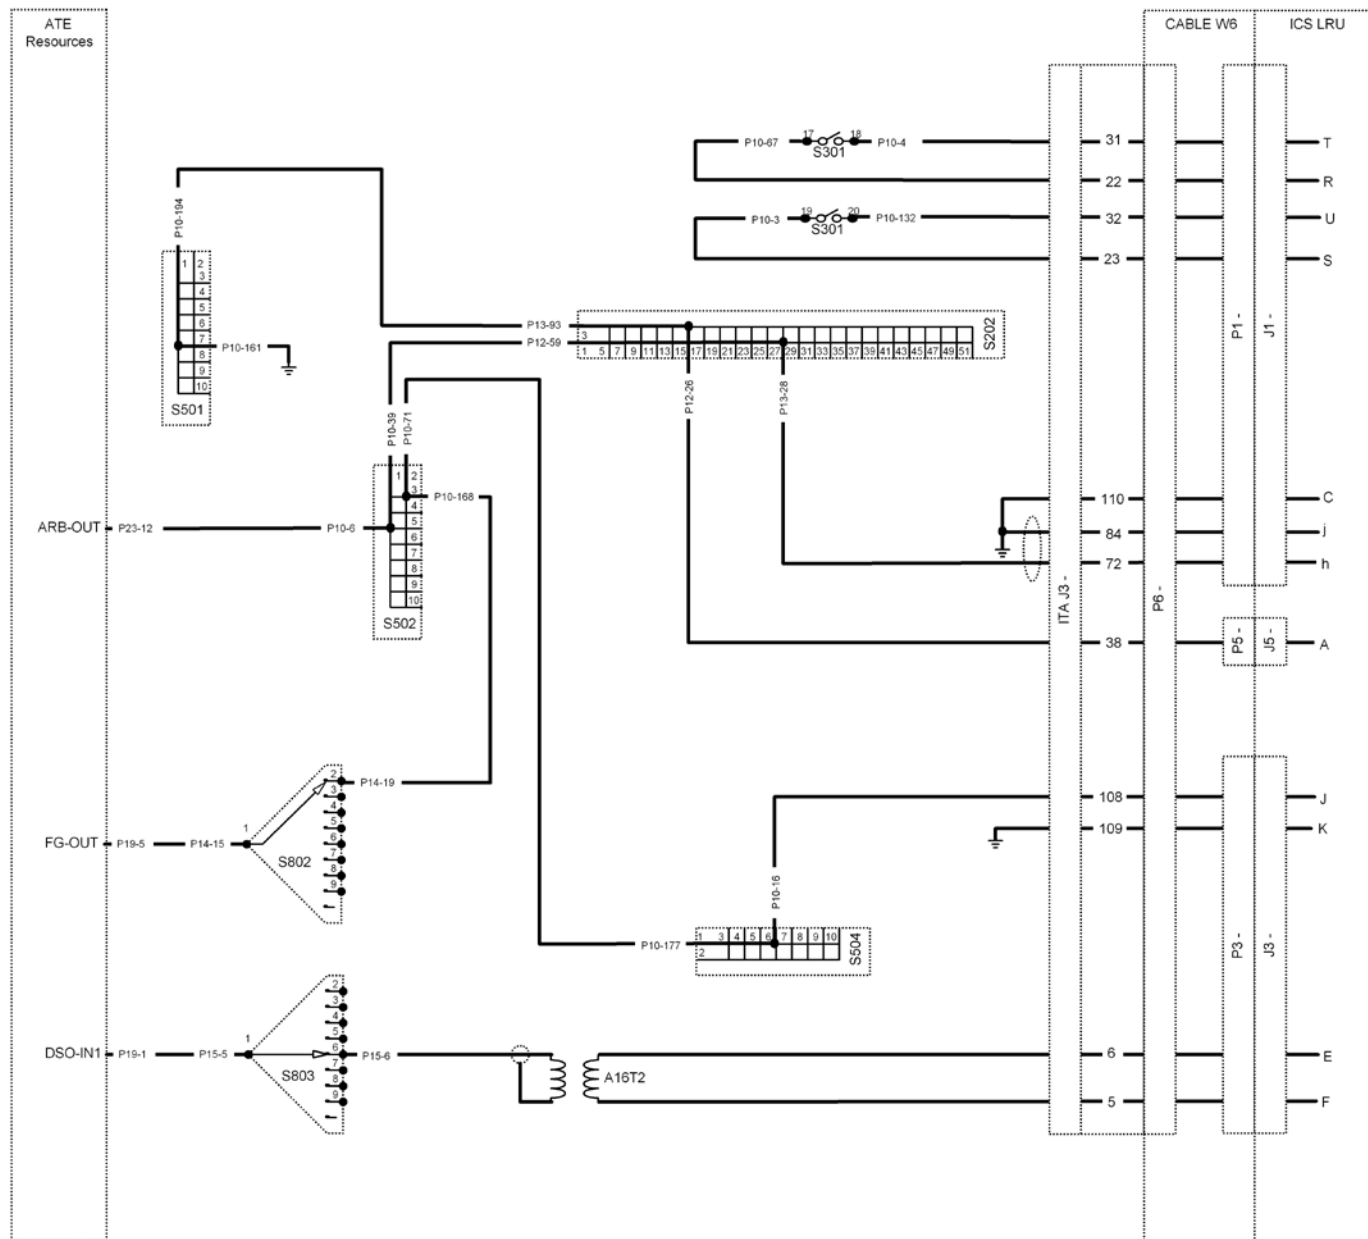 ATE
Resources
CABLE W6
ICS LRU
P10-67
17
18
P10-4
S301
31
T
22
R
P10-3
19
20
P10-132
S301
32
U
23
S
P10-194
1 2
3
4
5
6
7
8
9
10
P10-161
S501
P13-93
P12-59
3
1 5 7 9 11 13 15 17 19 21 23 25 27 29 31 33 35 37 39 41 43 45 47 49 51
S202
P1 -
J1 -
P12-26
P13-28
P10-39
P10-71
1 2
3
4
5
6
7
8
9
10
P10-168
S502
ARB-OUT
P23-12
P10-6
110
C
84
j
72
h
ITA J3 -
P6 -
38
P5 -
J5 -
A
FG-OUT
P19-5
P14-15
1
S802
2
3
4
5
6
7
8
9
P14-19
108
J
109
K
P10-16
P10-177
1 3 4 5 6 7 8 9 10
2
S504
P3 -
J3 -
DSO-IN1
P19-1
P15-5
1
S803
2
3
4
5
6
7
8
9
P15-6
A16T2
6
E
5
F